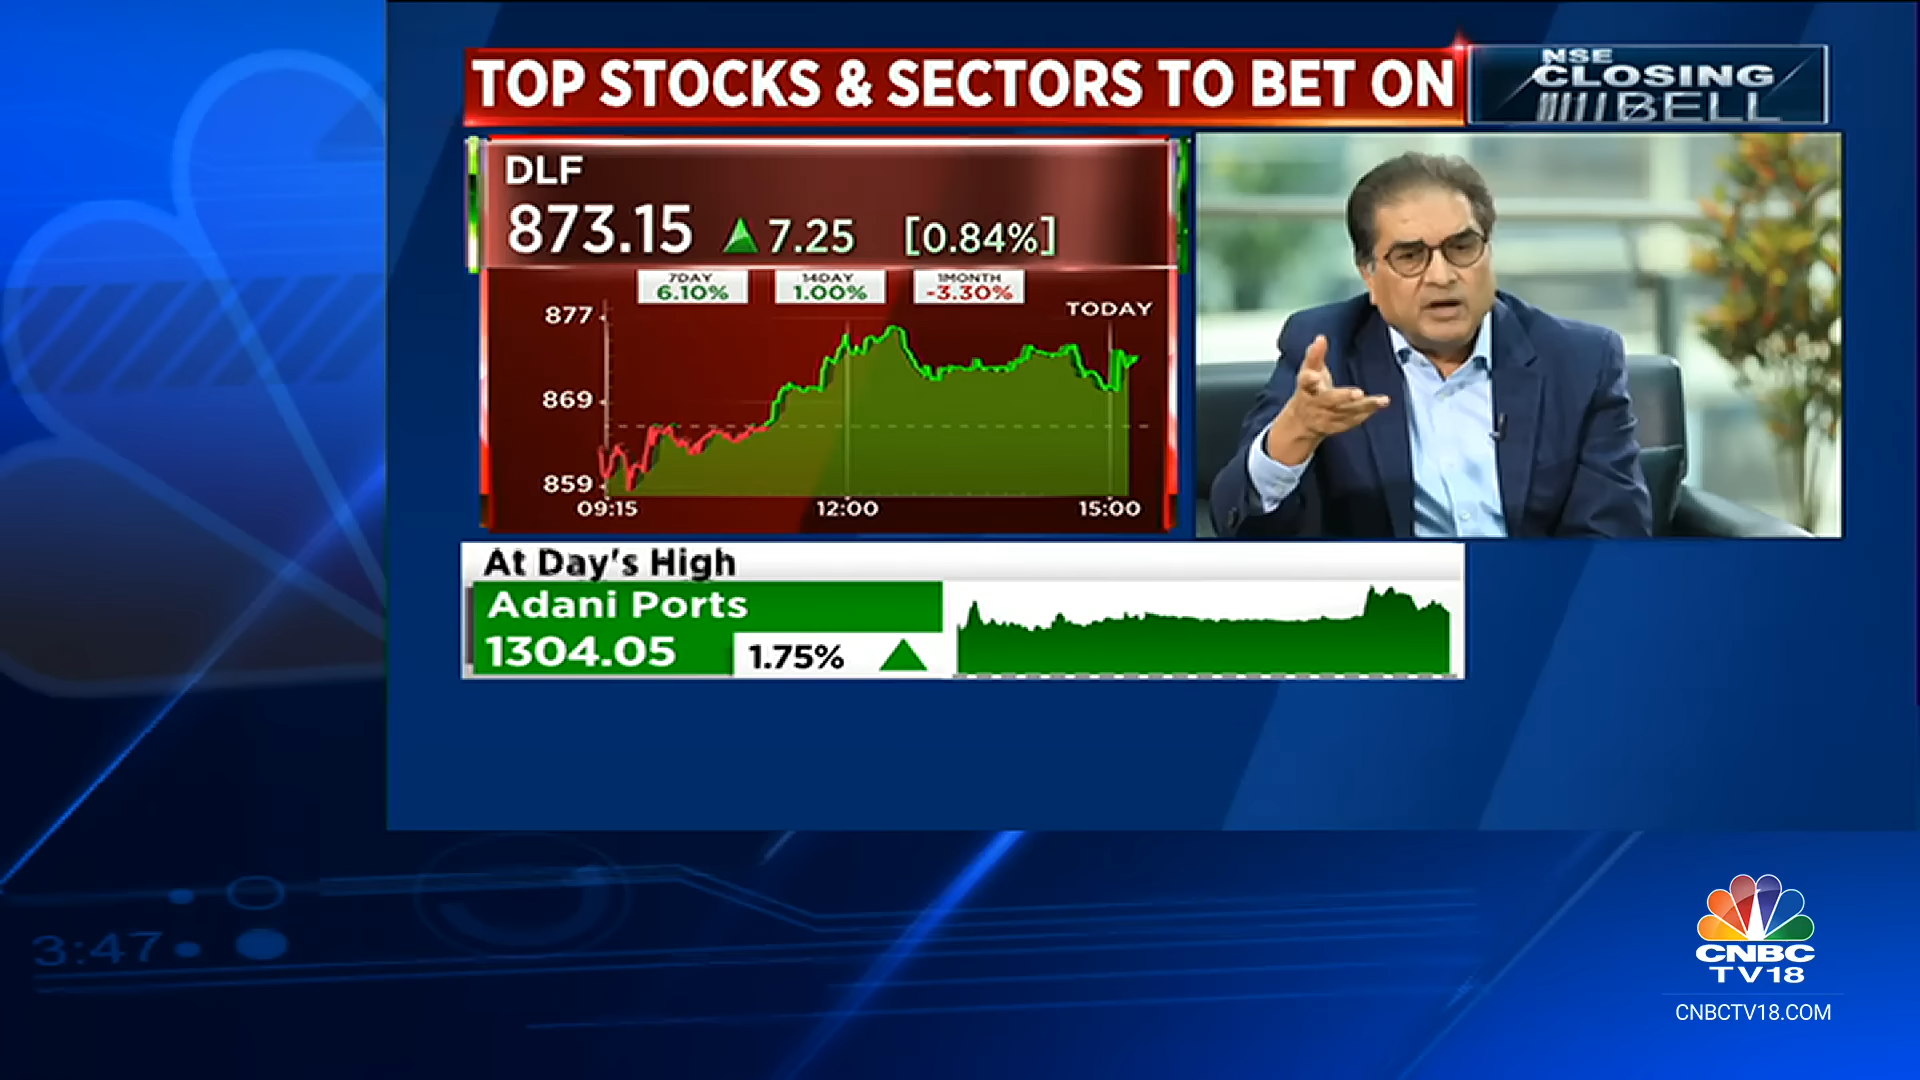 TOP STOCKS & SECTORS TO BET ON
NSE
CLOSING
BELL
DLF
873.15 ▲ 7.25 [0.84%]
7DAY 14DAY 1MONTH
6.10% 1.00% -3.30%
TODAY
877
869
859
09:15 12:00 15:00
At Day's High
Adani Ports
1304.05 1.75% ▲
3:47
CNBC
TV18
CNBCTV18.COM